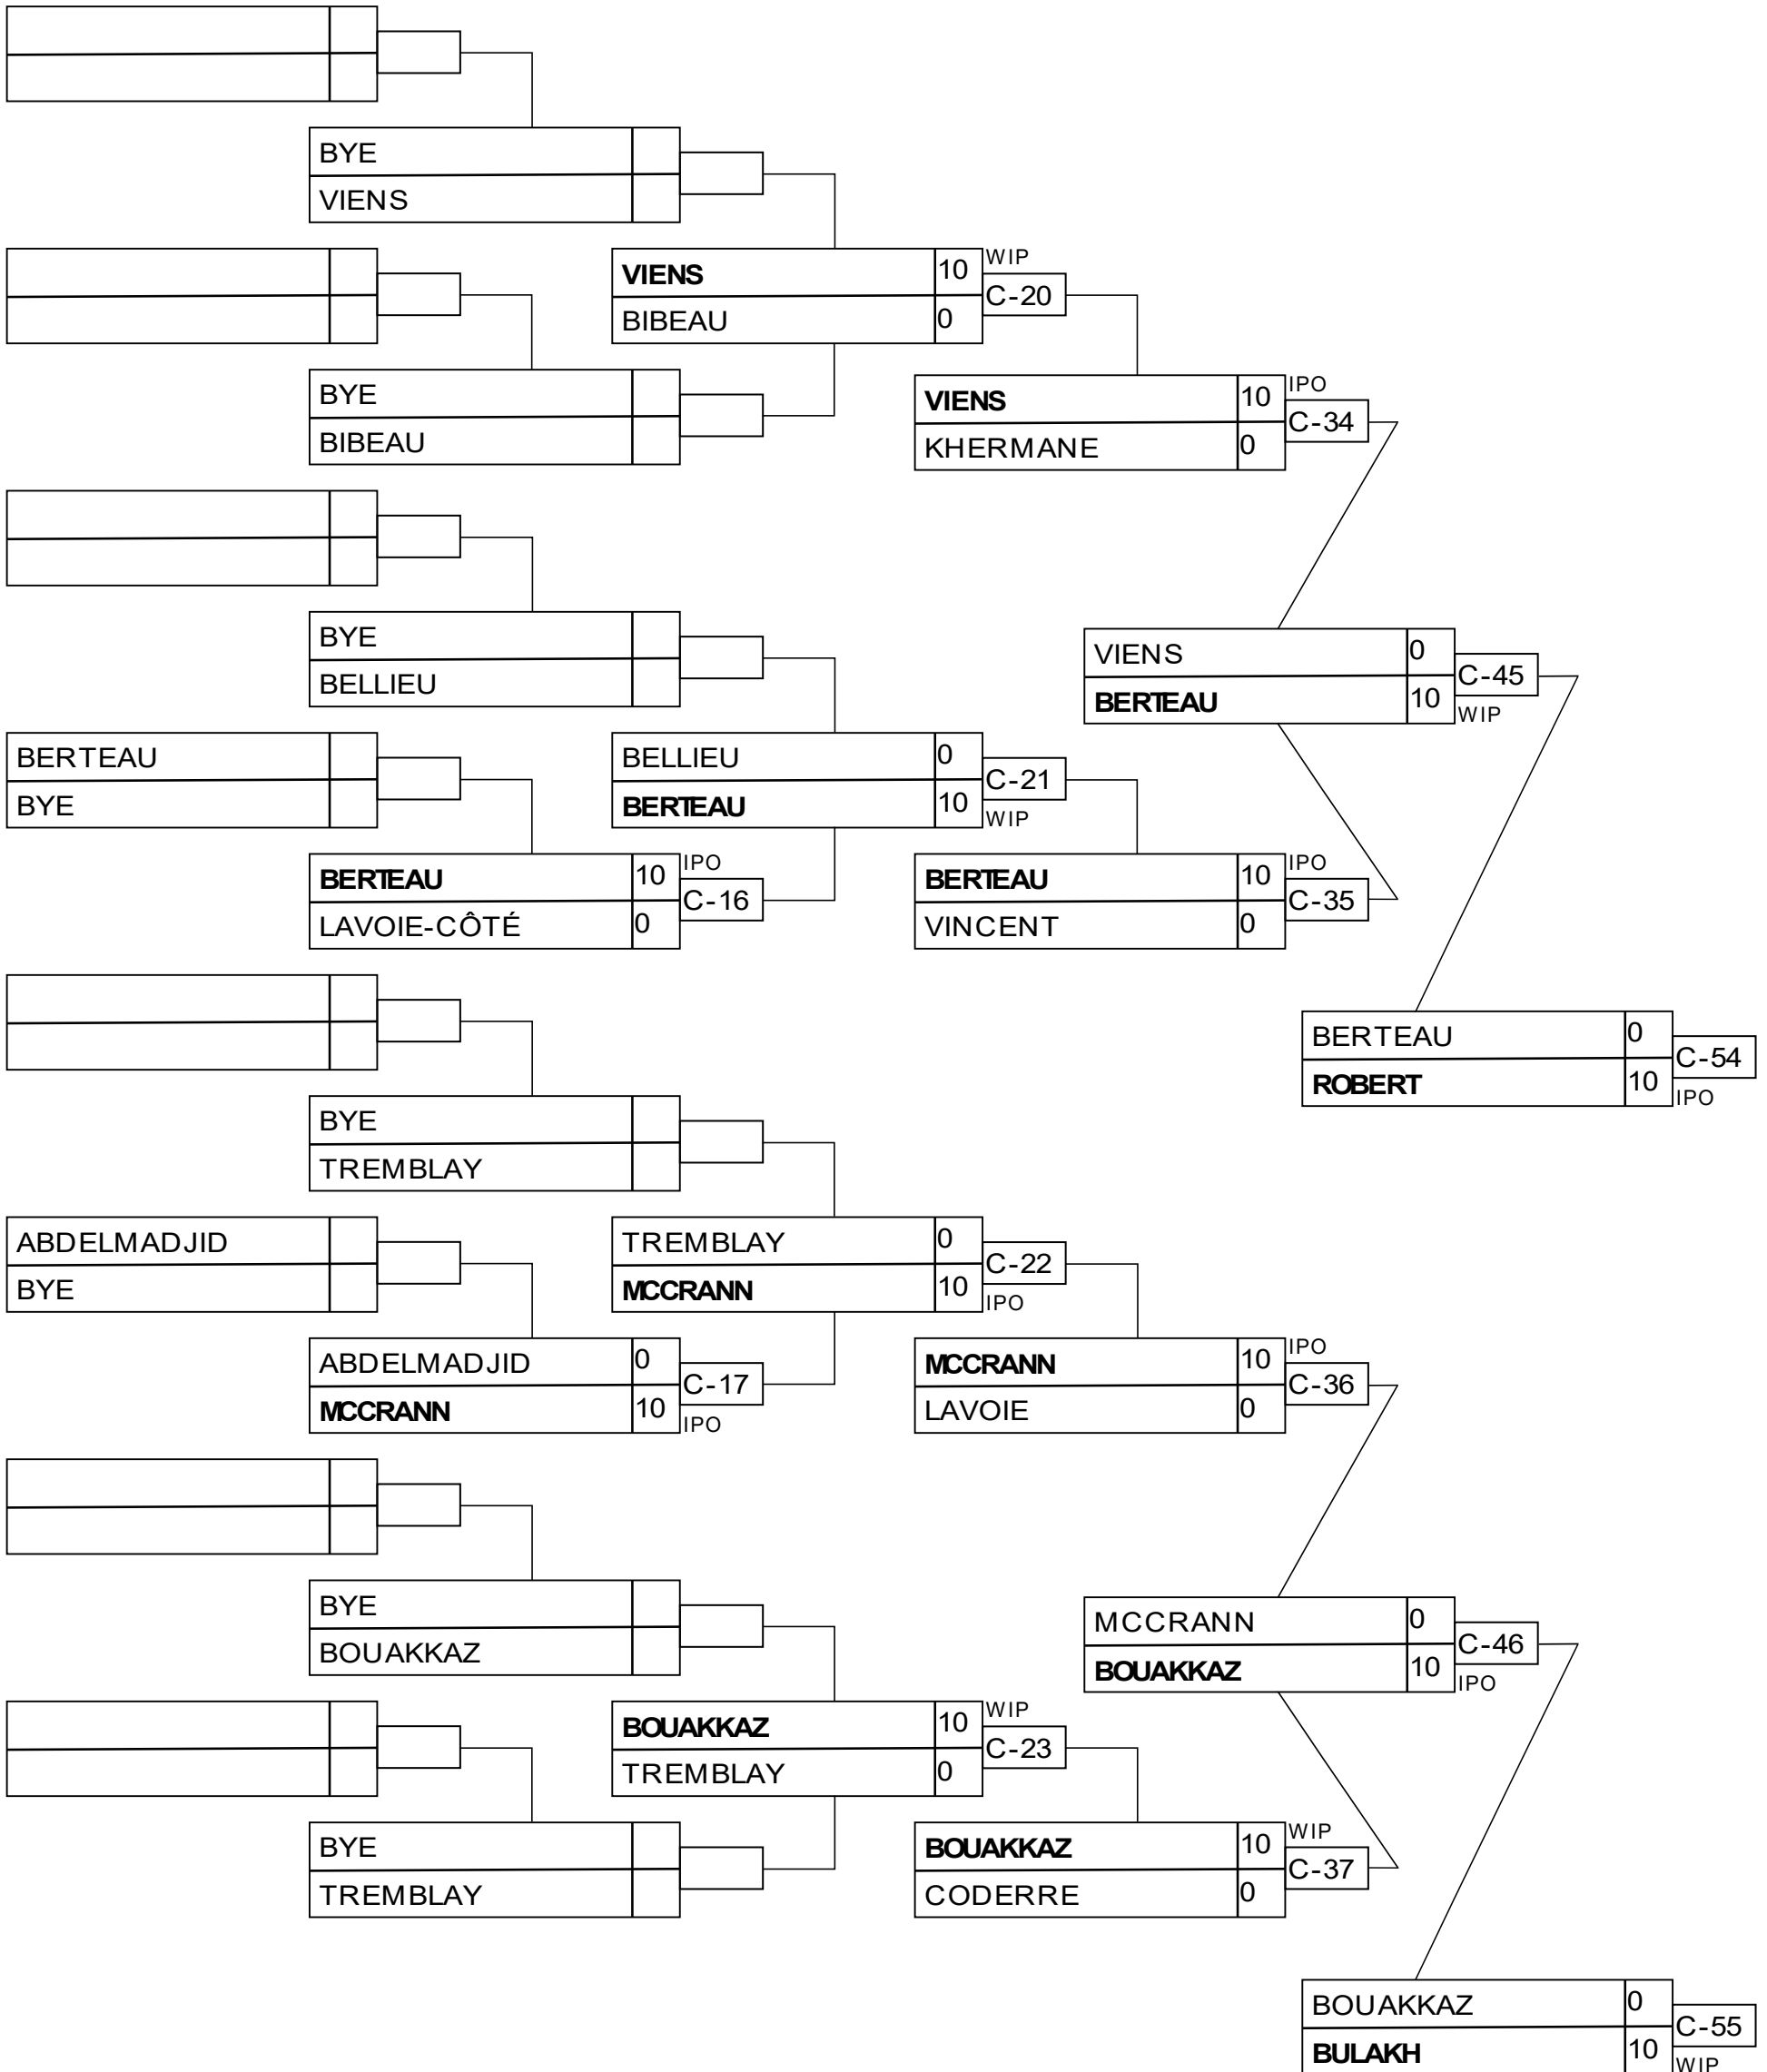 BYE
VIENS
VIENS 10 WIP
C-20
BIBEAU 0
BYE
BIBEAU
VIENS 10 IPO
C-34
KHERMANE 0
BYE
BELLIEU
VIENS 0
C-45
BERTEAU 10 WIP
BERTEAU
BYE
BELLIEU 0
C-21
BERTEAU 10 WIP
BERTEAU 10 IPO
C-16
LAVOIE-CÔTÉ 0
BERTEAU 10 IPO
C-35
VINCENT 0
BERTEAU 0
C-54
ROBERT 10 IPO
BYE
TREMBLAY
ABDELMADJID
BYE
TREMBLAY 0
C-22
MCCRANN 10 IPO
ABDELMADJID 0
C-17
MCCRANN 10 IPO
MCCRANN 10 IPO
C-36
LAVOIE 0
BYE
BOUAKKAZ
MCCRANN 0
C-46
BOUAKKAZ 10 IPO
BOUAKKAZ 10 WIP
C-23
TREMBLAY 0
BYE
TREMBLAY
BOUAKKAZ 10 WIP
C-37
CODERRE 0
BOUAKKAZ 0
C-55
BULAKH 10 WIP